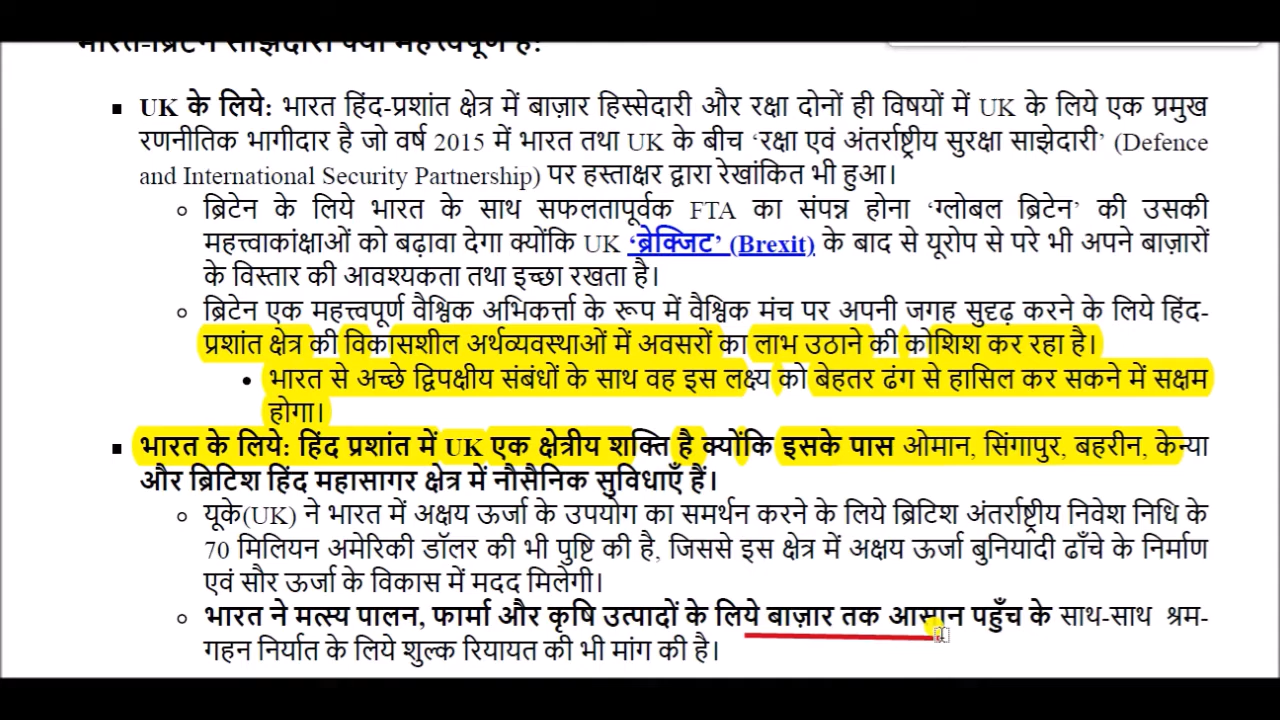 भारत-ब्रिटेन साझेदारी क्यों महत्त्वपूर्ण है?
▪ UK के लिये: भारत हिंद-प्रशांत क्षेत्र में बाज़ार हिस्सेदारी और रक्षा दोनों ही विषयों में UK के लिये एक प्रमुख
रणनीतिक भागीदार है जो वर्ष 2015 में भारत तथा UK के बीच ‘रक्षा एवं अंतर्राष्ट्रीय सुरक्षा साझेदारी’ (Defence
and International Security Partnership) पर हस्ताक्षर द्वारा रेखांकित भी हुआ।
○ ब्रिटेन के लिये भारत के साथ सफलतापूर्वक FTA का संपन्न होना ‘ग्लोबल ब्रिटेन’ की उसकी
महत्त्वाकांक्षाओं को बढ़ावा देगा क्योंकि UK ‘ब्रेक्जिट’ (Brexit) के बाद से यूरोप से परे भी अपने बाज़ारों
के विस्तार की आवश्यकता तथा इच्छा रखता है।
○ ब्रिटेन एक महत्त्वपूर्ण वैश्विक अभिकर्त्ता के रूप में वैश्विक मंच पर अपनी जगह सुदृढ़ करने के लिये हिंद-
प्रशांत क्षेत्र की विकासशील अर्थव्यवस्थाओं में अवसरों का लाभ उठाने की कोशिश कर रहा है।
• भारत से अच्छे द्विपक्षीय संबंधों के साथ वह इस लक्ष्य को बेहतर ढंग से हासिल कर सकने में सक्षम
होगा।
▪ भारत के लिये: हिंद प्रशांत में UK एक क्षेत्रीय शक्ति है क्योंकि इसके पास ओमान, सिंगापुर, बहरीन, केन्या
और ब्रिटिश हिंद महासागर क्षेत्र में नौसैनिक सुविधाएँ हैं।
○ यूके(UK) ने भारत में अक्षय ऊर्जा के उपयोग का समर्थन करने के लिये ब्रिटिश अंतर्राष्ट्रीय निवेश निधि के
70 मिलियन अमेरिकी डॉलर की भी पुष्टि की है, जिससे इस क्षेत्र में अक्षय ऊर्जा बुनियादी ढाँचे के निर्माण
एवं सौर ऊर्जा के विकास में मदद मिलेगी।
○ भारत ने मत्स्य पालन, फार्मा और कृषि उत्पादों के लिये बाज़ार तक आसान पहुँच के साथ-साथ श्रम-
गहन निर्यात के लिये शुल्क रियायत की भी मांग की है।